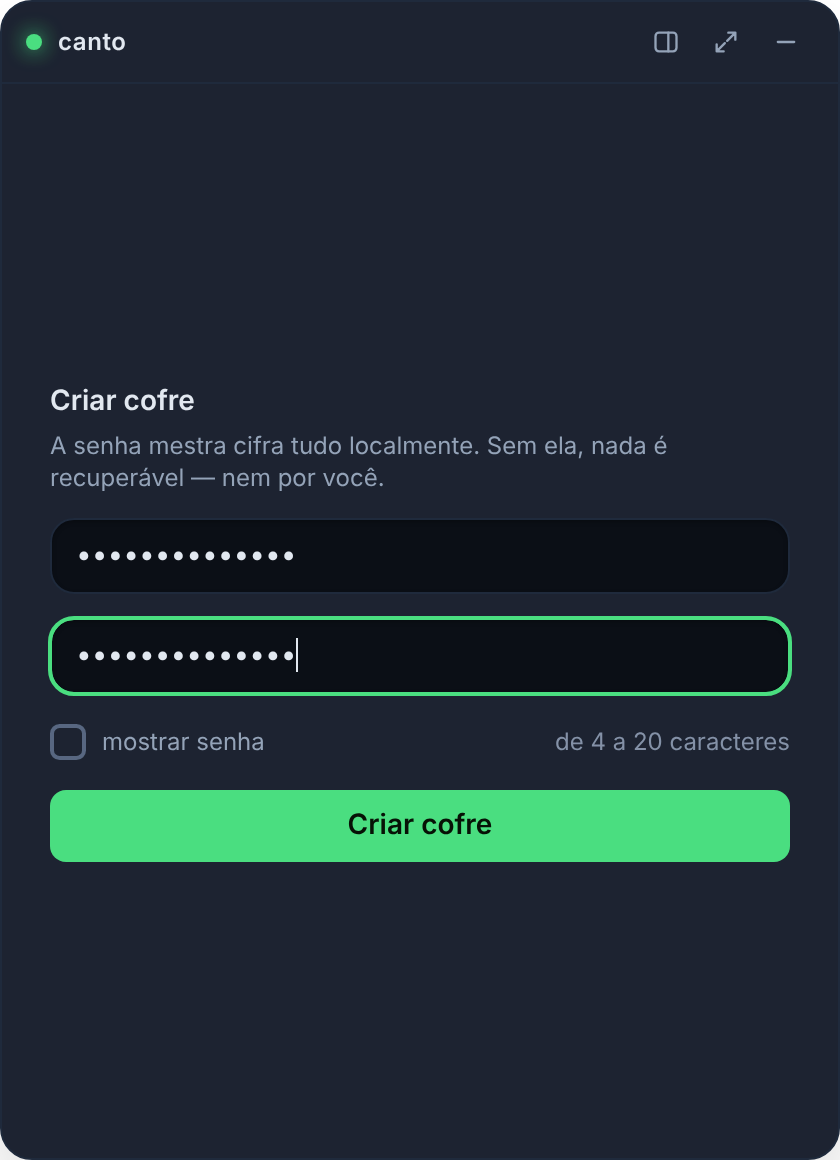 canto
Criar cofre
A senha mestra cifra tudo localmente. Sem ela, nada é
recuperável — nem por você.
••••••••••••••
••••••••••••••
mostrar senha
de 4 a 20 caracteres
Criar cofre